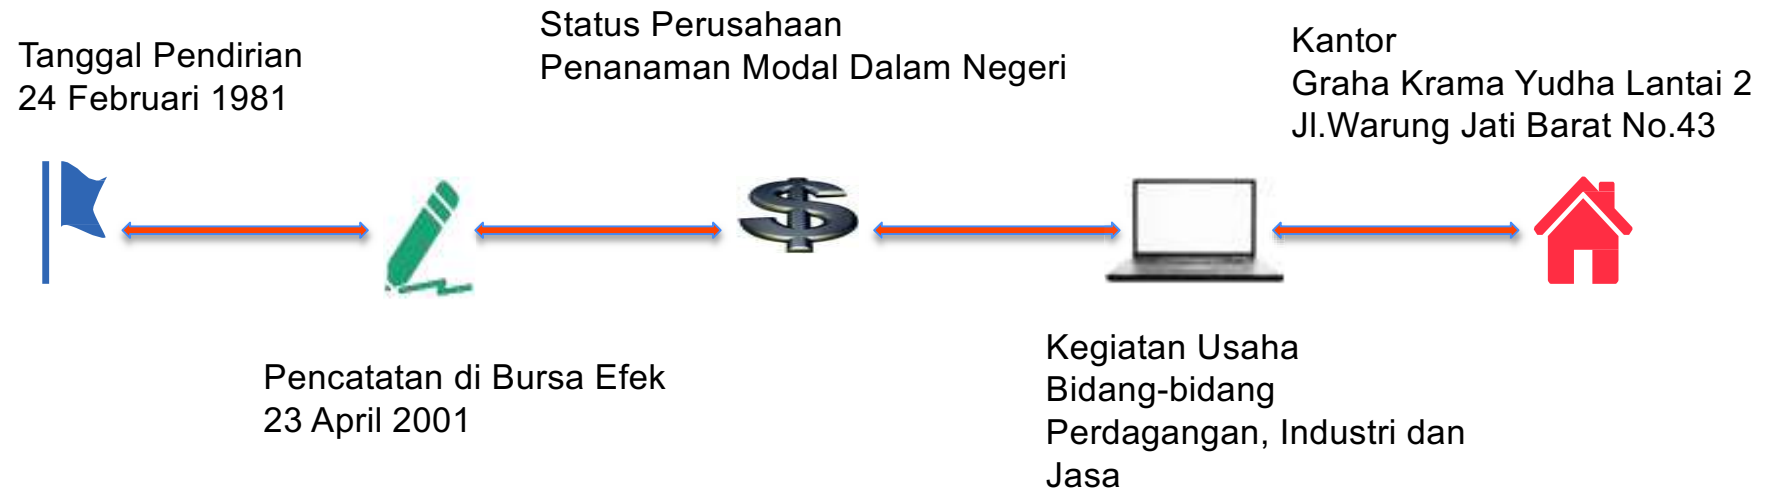 Tanggal Pendirian
24 Februari 1981
Pencatatan di Bursa Efek
23 April 2001
Status Perusahaan
Penanaman Modal Dalam Negeri
Kegiatan Usaha
Bidang-bidang
Perdagangan, Industri dan
Jasa
Kantor
Graha Krama Yudha Lantai 2
Jl.Warung Jati Barat No.43